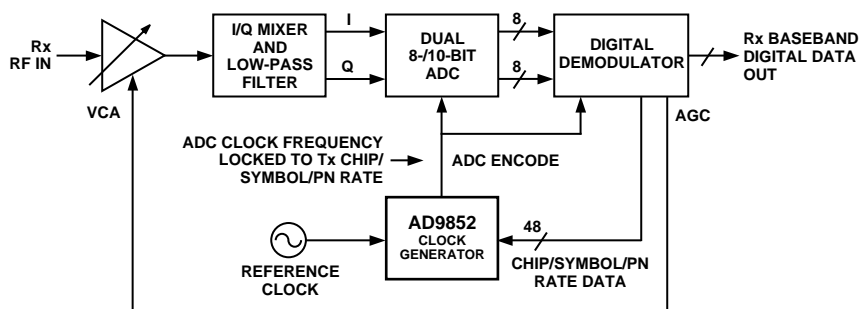 Rx
RF IN
VCA
I/Q MIXER
AND
LOW-PASS
FILTER
I
Q
DUAL
8-/10-BIT
ADC
8
8
DIGITAL
DEMODULATOR
Rx BASEBAND
DIGITAL DATA
OUT
AGC
ADC CLOCK FREQUENCY
LOCKED TO Tx CHIP/
SYMBOL/PN RATE
ADC ENCODE
AD9852
CLOCK
GENERATOR
48
REFERENCE
CLOCK
CHIP/SYMBOL/PN
RATE DATA